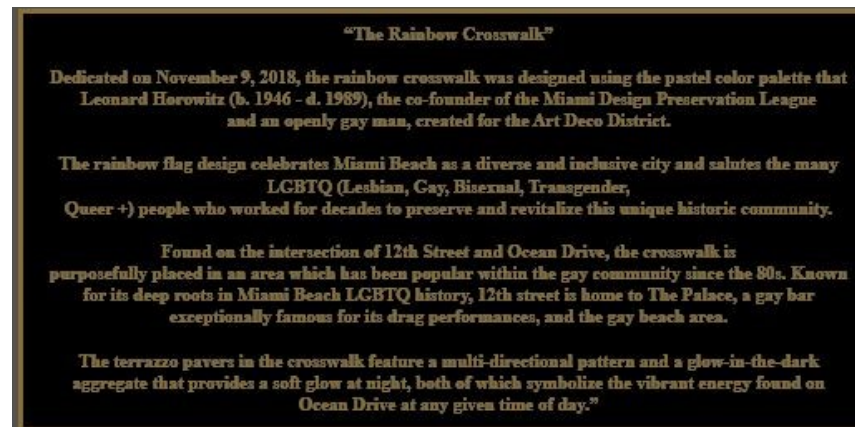 “The Rainbow Crosswalk”
Dedicated on November 9, 2018, the rainbow crosswalk was designed using the pastel color palette that
Leonard Horowitz (b. 1946 - d. 1989), the co-founder of the Miami Design Preservation League
and an openly gay man, created for the Art Deco District.
The rainbow flag design celebrates Miami Beach as a diverse and inclusive city and salutes the many
LGBTQ (Lesbian, Gay, Bisexual, Transgender,
Queer +) people who worked for decades to preserve and revitalize this unique historic community.
Found on the intersection of 12th Street and Ocean Drive, the crosswalk is
purposefully placed in an area which has been popular within the gay community since the 80s. Known
for its deep roots in Miami Beach LGBTQ history, 12th street is home to The Palace, a gay bar
exceptionally famous for its drag performances, and the gay beach area.
The terrazzo pavers in the crosswalk feature a multi-directional pattern and a glow-in-the-dark
aggregate that provides a soft glow at night, both of which symbolize the vibrant energy found on
Ocean Drive at any given time of day.”